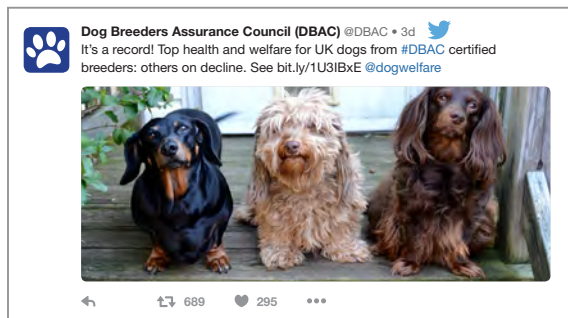 Dog Breeders Assurance Council (DBAC) @DBAC • 3d
It's a record! Top health and welfare for UK dogs from #DBAC certified
breeders: others on decline. See bit.ly/1U3IBxE @dogwelfare
689 295